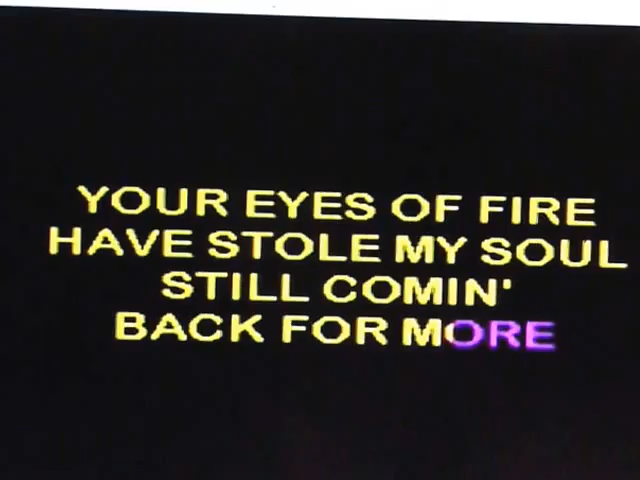 YOUR EYES OF FIRE
HAVE STOLE MY SOUL
STILL COMIN'
BACK FOR MORE